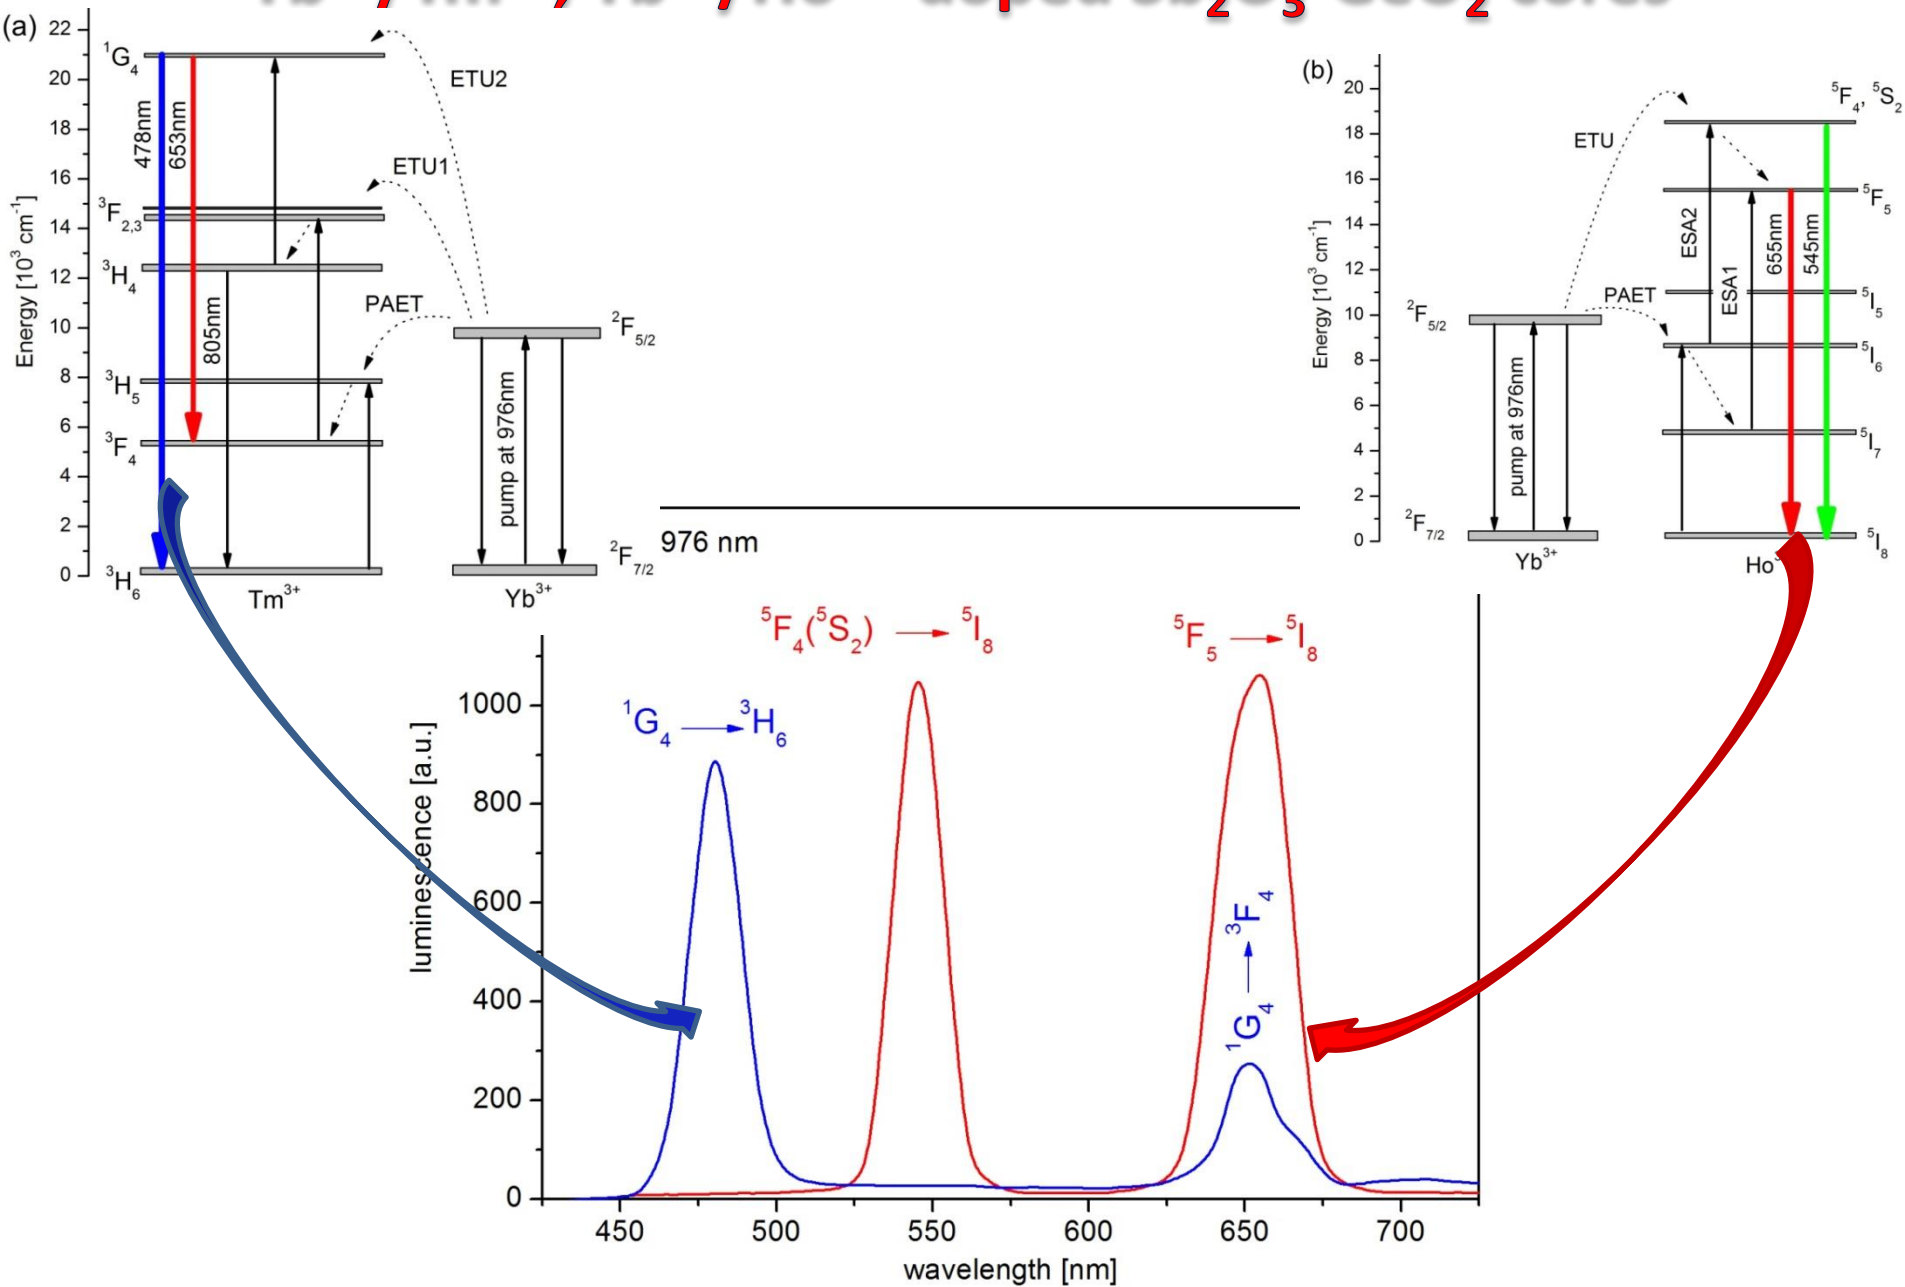 doped Sb₂O₃-GeO₂ cores
(a)
22
20
18
16
14
12
10
8
6
4
2
0
Energy [10³ cm⁻¹]
¹G₄
³F₂,₃
³H₄
³H₅
³F₄
³H₆
478nm
653nm
805nm
ETU2
ETU1
PAET
Tm³⁺
²F₅/₂
²F₇/₂
pump at 976nm
Yb³⁺
976 nm
(b)
20
18
16
14
12
10
8
6
4
2
0
Energy [10³ cm⁻¹]
²F₅/₂
²F₇/₂
pump at 976nm
Yb³⁺
ETU
PAET
ESA2
ESA1
655nm
545nm
⁵F₄, ⁵S₂
⁵F₅
⁵I₅
⁵I₆
⁵I₇
⁵I₈
Ho³
⁵F₄(⁵S₂) → ⁵I₈
⁵F₅ → ⁵I₈
¹G₄ → ³H₆
¹G₄ → ³F₄
luminescence [a.u.]
1000
800
600
400
200
0
450 500 550 600 650 700
wavelength [nm]